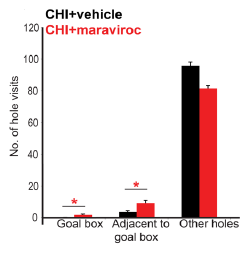 CHI+vehicle
CHI+maraviroc
No. of hole visits
120
100
80
60
40
20
0
*
*
Goal box
Adjacent to
goal box
Other holes